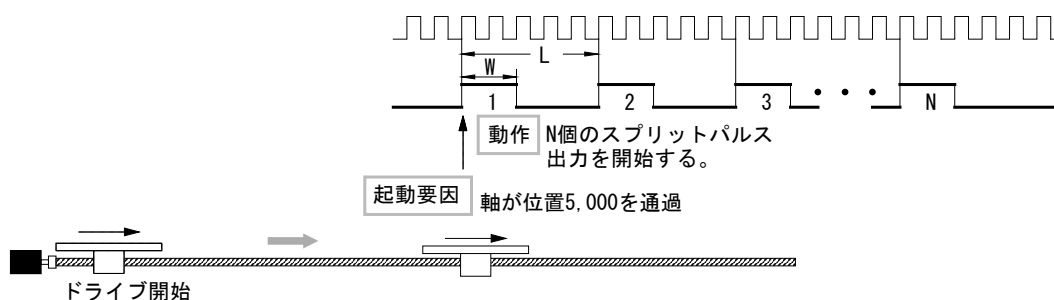 L
W
1 2 3 ・・・ N
動作 N個のスプリットパルス
出力を開始する。
起動要因 軸が位置5,000を通過
ドライブ開始